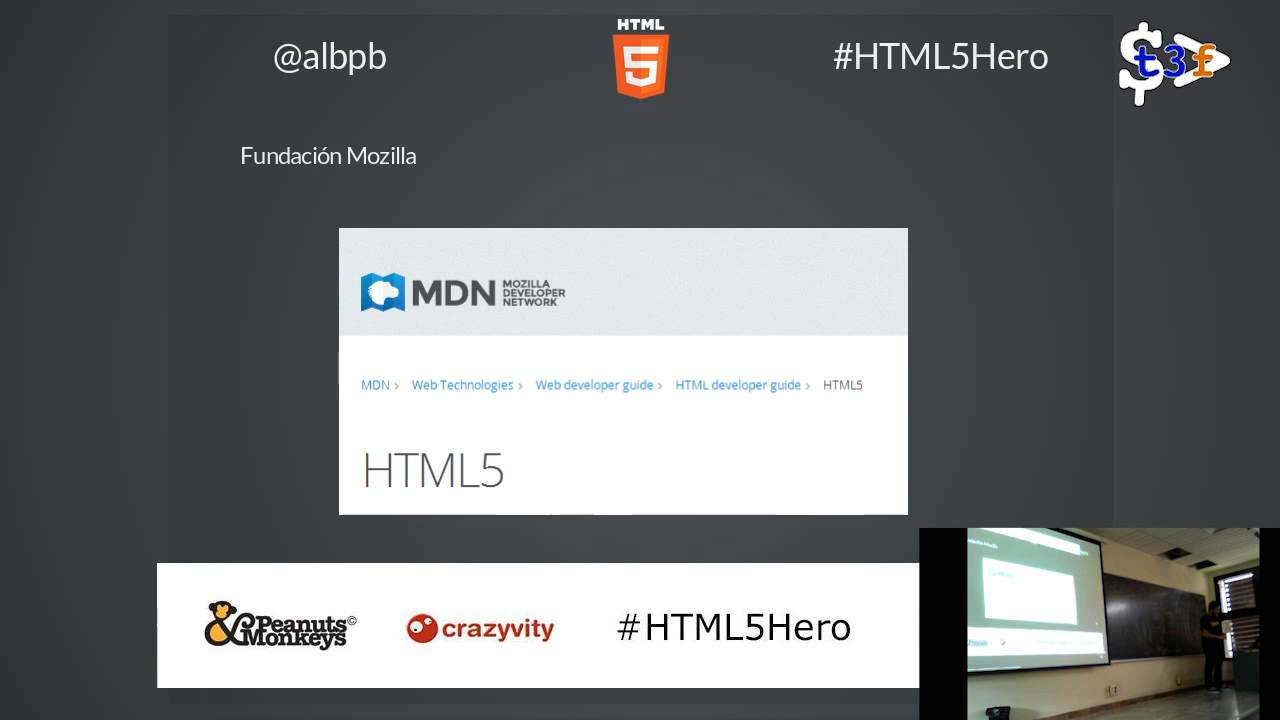 HTML
5
@albpb
#HTML5Hero
$t3f
Fundación Mozilla
MDN MOZILLA DEVELOPER NETWORK
MDN › Web Technologies › Web developer guide › HTML developer guide › HTML5
HTML5
&Peanuts Monkeys©
crazyvity
#HTML5Hero